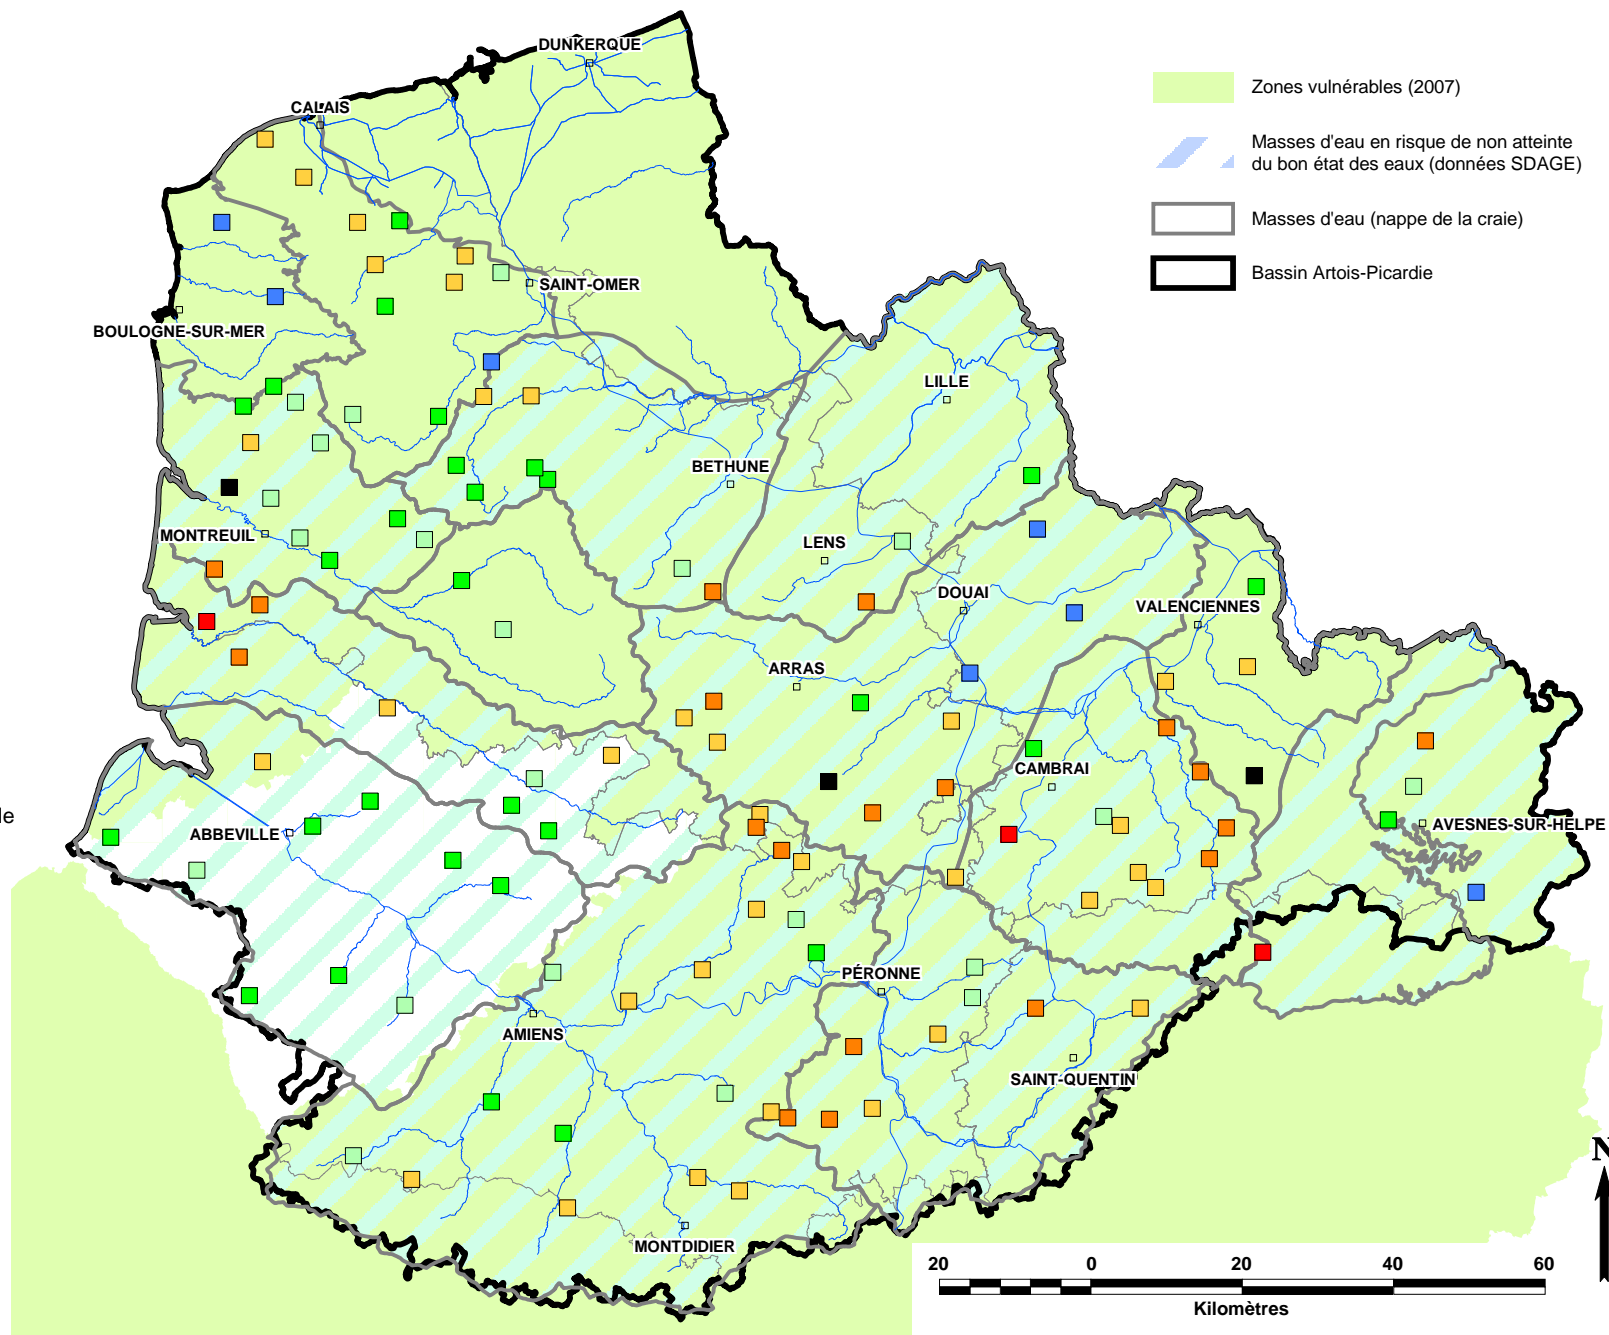 DUNKERQUE
CALAIS
Zones vulnérables (2007)
Masses d'eau en risque de non atteinte
du bon état des eaux (données SDAGE)
Masses d'eau (nappe de la craie)
Bassin Artois-Picardie
SAINT-OMER
BOULOGNE-SUR-MER
LILLE
BETHUNE
MONTREUIL
LENS
DOUAI
VALENCIENNES
ARRAS
CAMBRAI
de
ABBEVILLE
AVESNES-SUR-HELPE
PÉRONNE
AMIENS
SAINT-QUENTIN
N
MONTDIDIER
20 0 20 40 60
Kilomètres